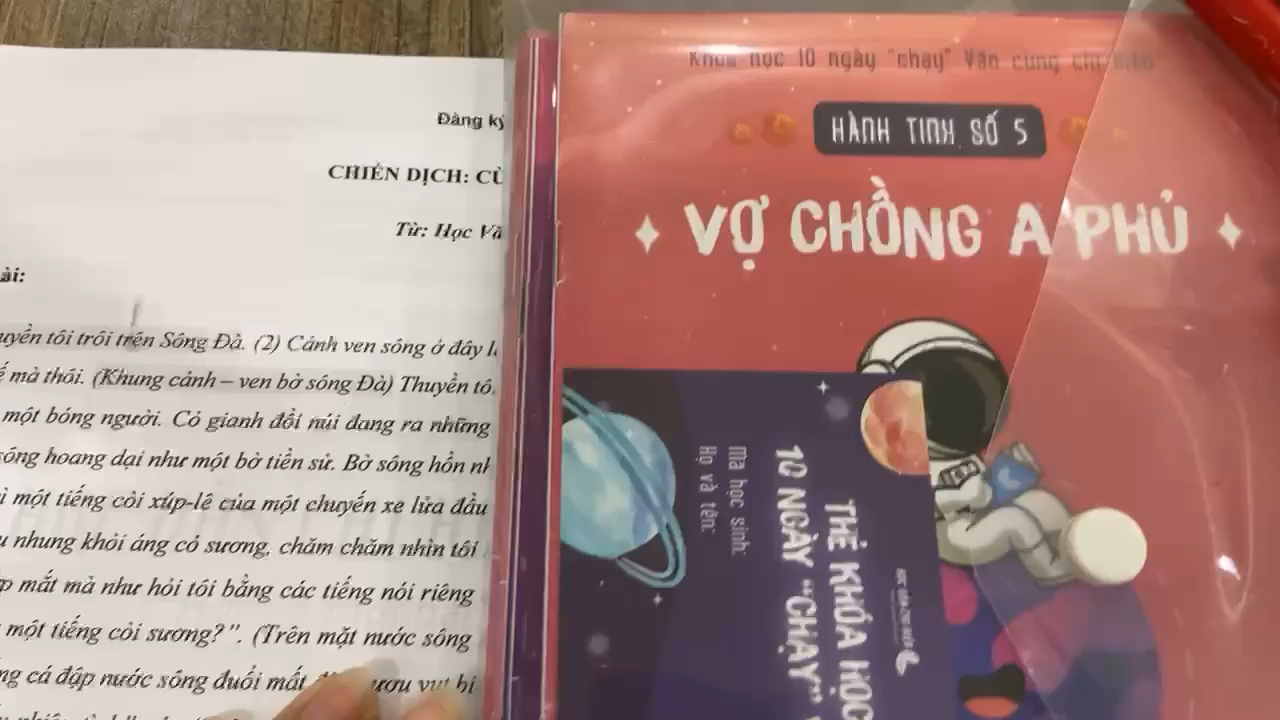 Đăng ký
CHIẾN DỊCH:
Từ: Học Vă
ài:
uyền tôi trôi trên Sông Đà. (2) Cảnh ven sông ở đây l
mà thôi. (Khung cảnh – ven bờ sông Đà) Thuyền tô
một bóng người. Cỏ gianh đồi núi đang ra những
ông hoang dại như một bờ tiền sử. Bờ sông hồn nh
một tiếng còi xúp-lê của một chuyến xe lửa đầu
nhung khỏi áng cỏ sương, chăm chăm nhìn tôi
mắt mà như hỏi tôi bằng các tiếng nói riêng
một tiếng còi sương?”. (Trên mặt nước sông
ng cá đập nước sông đuổi mất
Khóa học 10 ngày “chạy” Văn cùng chị
HÀNH TINH SỐ 5
VỢ CHỒNG A PHỦ
THẺ KHÓA HỌC
10 NGÀY “CHẠY”
Mã học sinh:
Họ và tên: